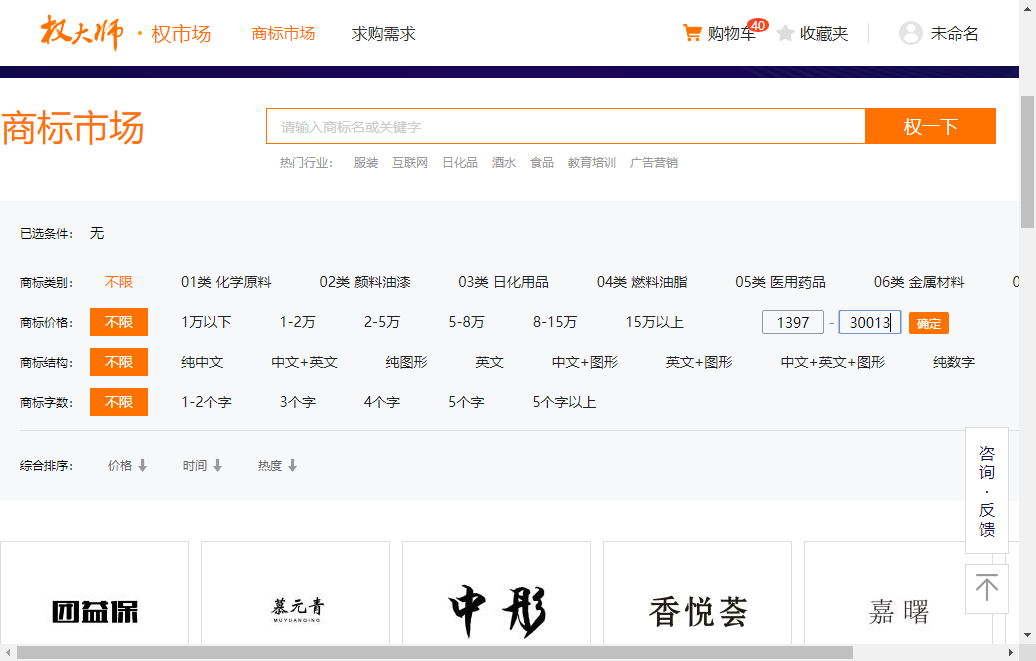 权大师 · 权市场 商标市场 求购需求 购物车 40 收藏夹 未命名
商标市场 请输入商标名或关键字 权一下
热门行业： 服装 互联网 日化品 酒水 食品 教育培训 广告营销
已选条件： 无
商标类别： 不限 01类 化学原料 02类 颜料油漆 03类 日化用品 04类 燃料油脂 05类 医用药品 06类 金属材料 0
商标价格： 不限 1万以下 1-2万 2-5万 5-8万 8-15万 15万以上 1397 - 30013 确定
商标结构： 不限 纯中文 中文+英文 纯图形 英文 中文+图形 英文+图形 中文+英文+图形 纯数字
商标字数： 不限 1-2个字 3个字 4个字 5个字 5个字以上
综合排序： 价格 时间 热度
咨询·反馈
团益保 慕元青 中彤 香悦荟 嘉曙
MUYUANQING